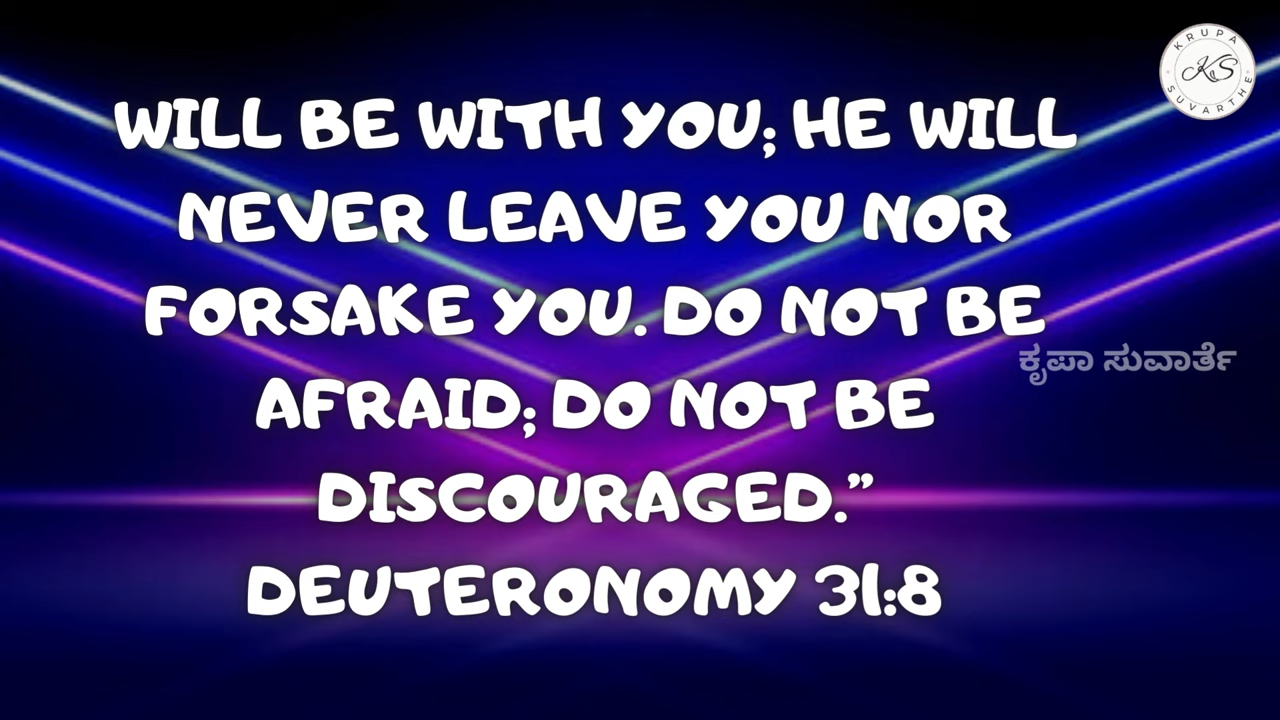 KRUPA
KS
SUVARTHE
WILL BE WITH YOU; HE WILL
NEVER LEAVE YOU NOR
FORSAKE YOU. DO NOT BE
ಕೃಪಾ ಸುವಾರ್ತೆ
AFRAID; DO NOT BE
DISCOURAGED.”
DEUTERONOMY 31:8